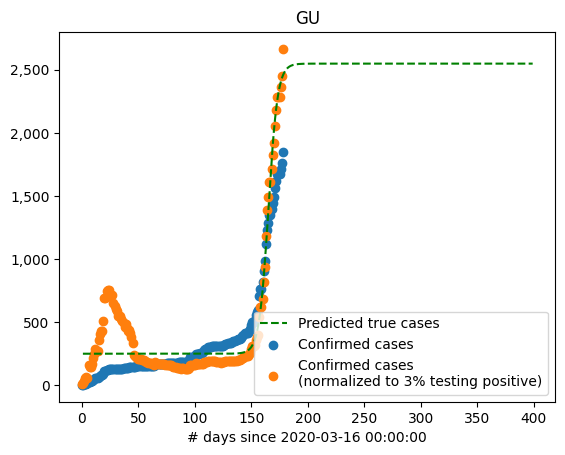 GU
2,500
2,000
1,500
1,000
500
0
Predicted true cases
Confirmed cases
Confirmed cases
(normalized to 3% testing positive)
0 50 100 150 200 250 300 350 400
# days since 2020-03-16 00:00:00